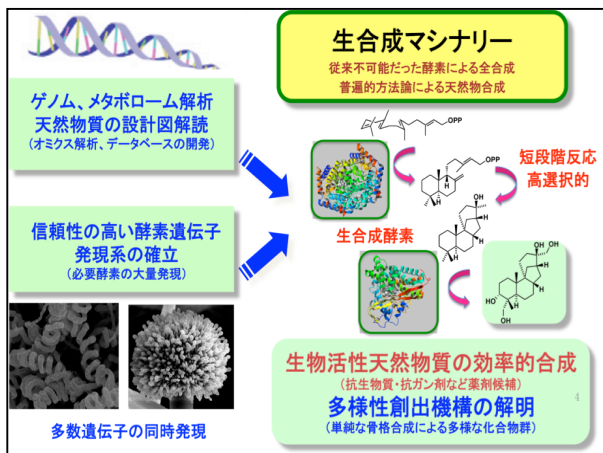 ゲノム、メタボローム解析
天然物質の設計図解読
(オミクス解析、データベースの開発)
信頼性の高い酵素遺伝子
発現系の確立
(必要酵素の大量発現)
多数遺伝子の同時発現
生合成マシナリー
従来不可能だった酵素による全合成
普遍的方法論による天然物合成
OPP
OPP
H
短段階反応
高選択的
生合成酵素
OH
H
H
OH
OH
H
HO
H
OH
生物活性天然物質の効率的合成
(抗生物質・抗ガン剤など薬剤候補)
多様性創出機構の解明
(単純な骨格合成による多様な化合物群)
4